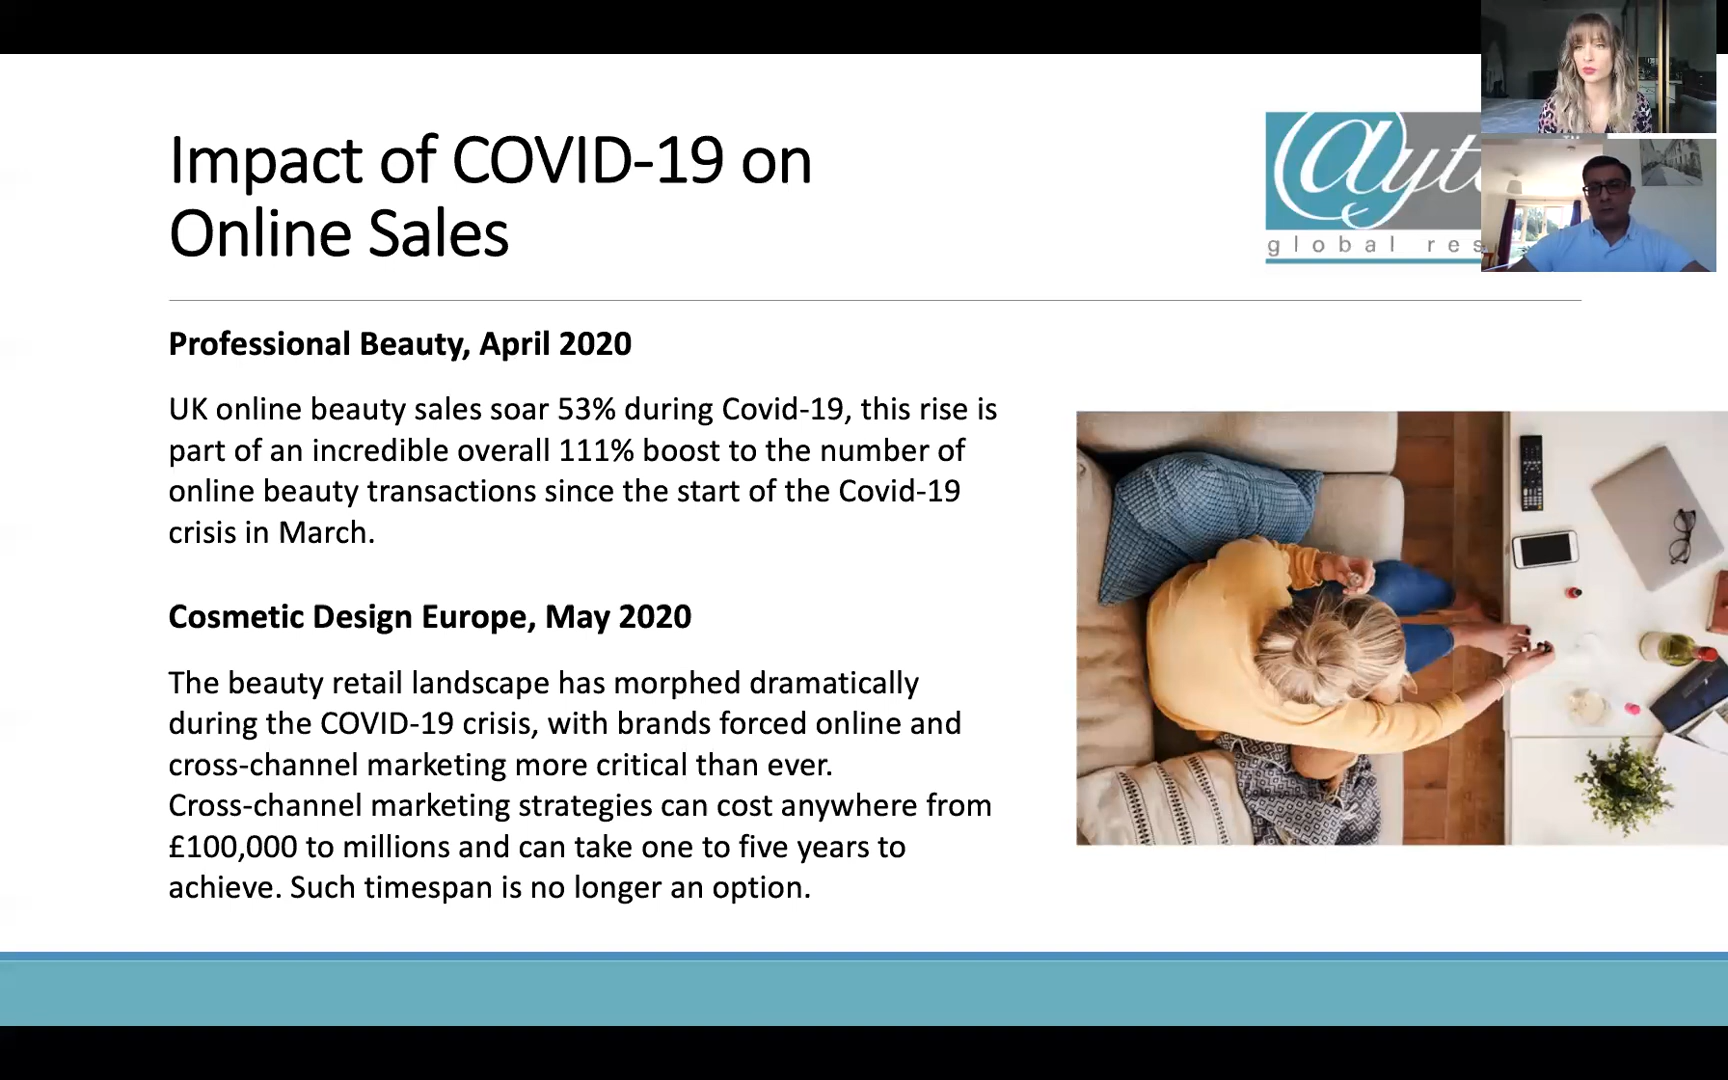 Impact of COVID-19 on
Online Sales
global
Professional Beauty, April 2020
UK online beauty sales soar 53% during Covid-19, this rise is
part of an incredible overall 111% boost to the number of
online beauty transactions since the start of the Covid-19
crisis in March.
Cosmetic Design Europe, May 2020
The beauty retail landscape has morphed dramatically
during the COVID-19 crisis, with brands forced online and
cross-channel marketing more critical than ever.
Cross-channel marketing strategies can cost anywhere from
£100,000 to millions and can take one to five years to
achieve. Such timespan is no longer an option.